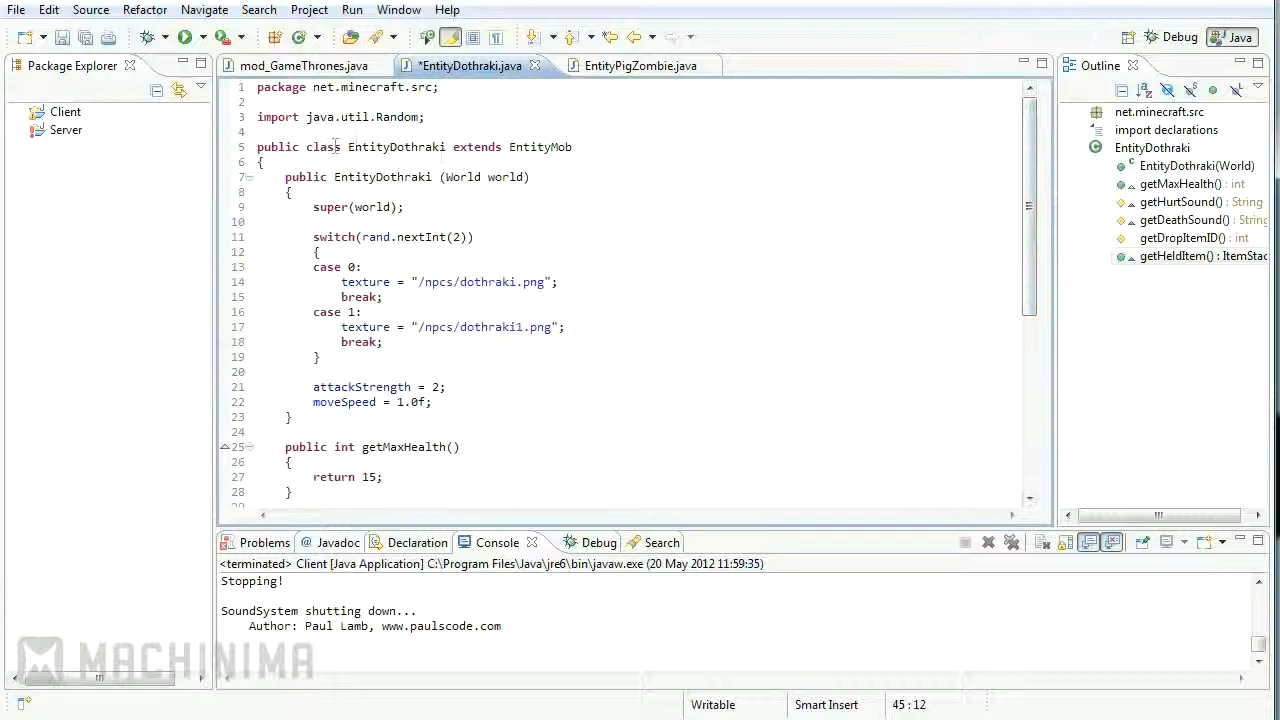 File Edit Source Refactor Navigate Search Project Run Window Help
Debug Java
Package Explorer
mod_GameThrones.java *EntityDothraki.java EntityPigZombie.java
Outline
Client
Server
1 package net.minecraft.src;
2
3 import java.util.Random;
4
5 public class EntityDothraki extends EntityMob
6 {
7 public EntityDothraki (World world)
8 {
9 super(world);
10
11 switch(rand.nextInt(2))
12 {
13 case 0:
14 texture = "/npcs/dothraki.png";
15 break;
16 case 1:
17 texture = "/npcs/dothraki1.png";
18 break;
19 }
20
21 attackStrength = 2;
22 moveSpeed = 1.0f;
23 }
24
25 public int getMaxHealth()
26 {
27 return 15;
28 }
net.minecraft.src
import declarations
EntityDothraki
EntityDothraki(World)
getMaxHealth() : int
getHurtSound() : String
getDeathSound() : String
getDropItemID() : int
getHeldItem() : ItemStac
Problems Javadoc Declaration Console Debug Search
<terminated> Client [Java Application] C:\Program Files\Java\jre6\bin\javaw.exe (20 May 2012 11:59:35)
Stopping!
SoundSystem shutting down...
Author: Paul Lamb, www.paulscode.com
MACHINIMA
Writable Smart Insert 45 : 12